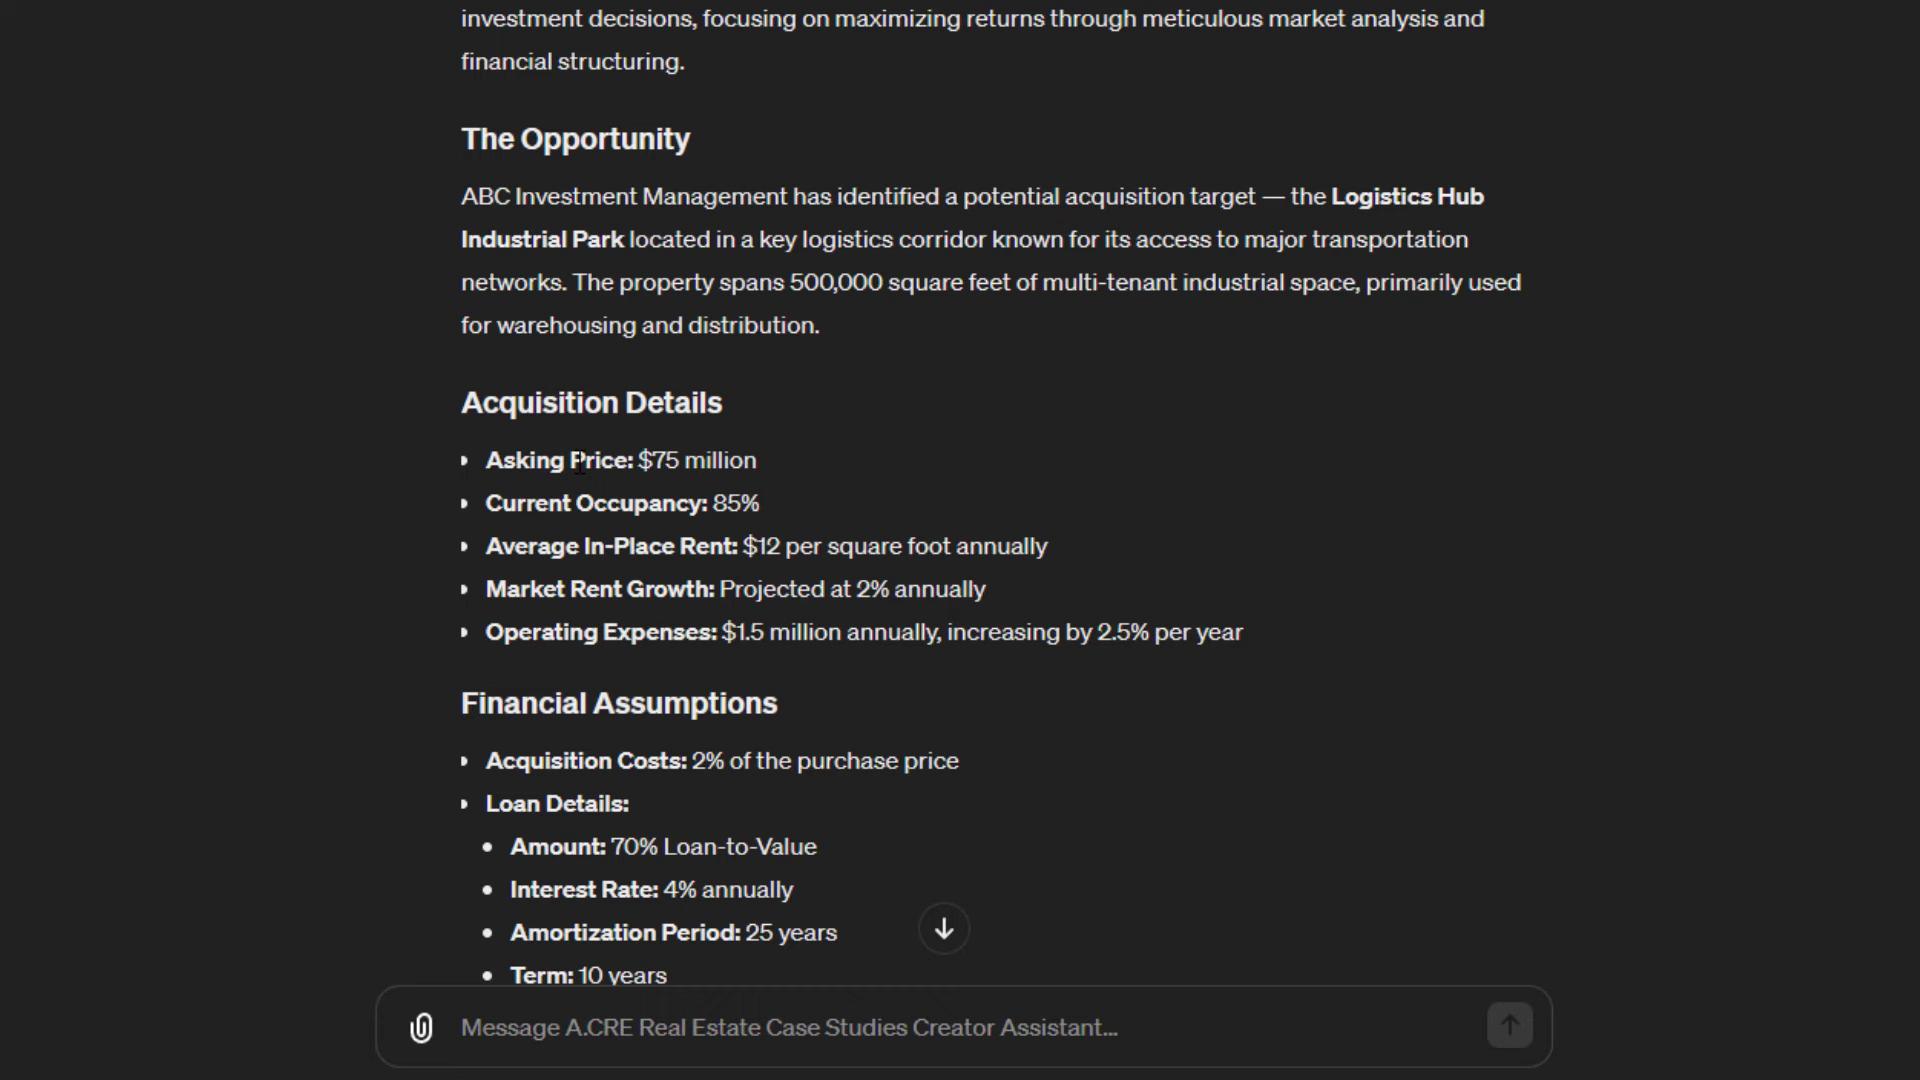 investment decisions, focusing on maximizing returns through meticulous market analysis and
financial structuring.
The Opportunity
ABC Investment Management has identified a potential acquisition target — the Logistics Hub
Industrial Park located in a key logistics corridor known for its access to major transportation
networks. The property spans 500,000 square feet of multi-tenant industrial space, primarily used
for warehousing and distribution.
Acquisition Details
• Asking Price: $75 million
• Current Occupancy: 85%
• Average In-Place Rent: $12 per square foot annually
• Market Rent Growth: Projected at 2% annually
• Operating Expenses: $1.5 million annually, increasing by 2.5% per year
Financial Assumptions
• Acquisition Costs: 2% of the purchase price
• Loan Details:
• Amount: 70% Loan-to-Value
• Interest Rate: 4% annually
• Amortization Period: 25 years
• Term: 10 years
Message A.CRE Real Estate Case Studies Creator Assistant...